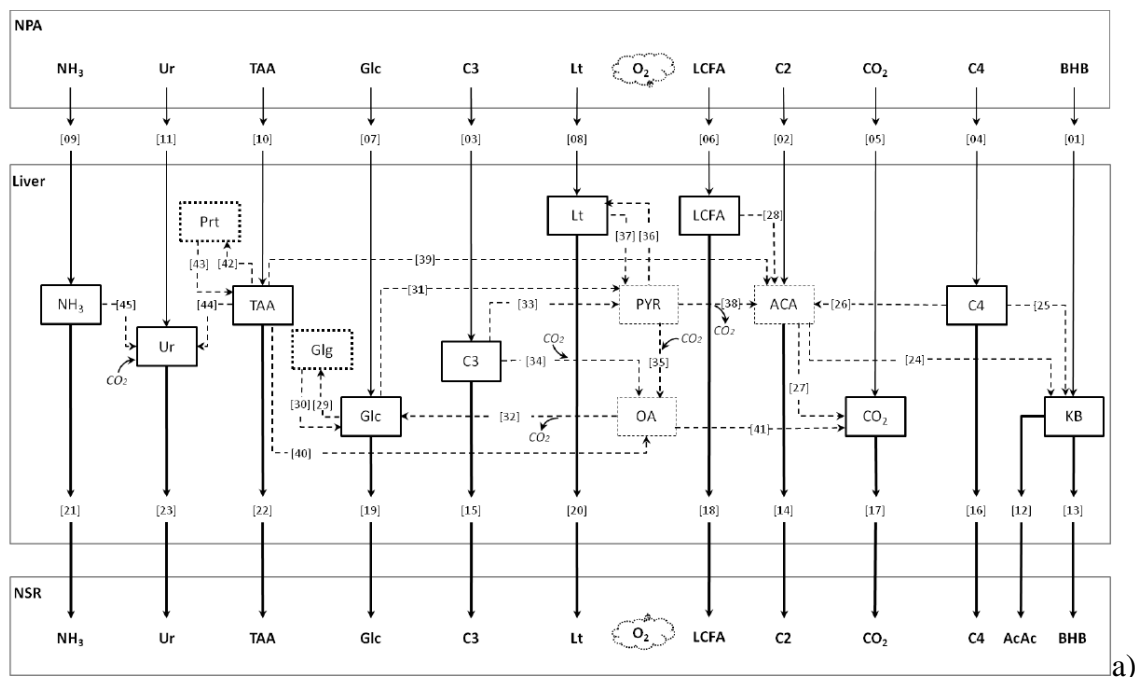 NPA
NH3 Ur TAA Glc C3 Lt O2 LCFA C2 CO2 C4 BHB
[09] [11] [10] [07] [03] [08] [06] [02] [05] [04] [01]
Liver
Prt Lt LCFA [28]
[37] [36]
[43] [42] [39]
NH3 [45] [44] TAA [31] [33] PYR [38] ACA [26] C4 [25]
CO2
Ur Glg C3 CO2 CO2
CO2 [34] [35] [24]
[27]
[30] [29] Glc [32] OA [41] CO2 KB
CO2
[40]
[21] [23] [22] [19] [15] [20] [18] [14] [17] [16] [12] [13]
NSR
NH3 Ur TAA Glc C3 Lt O2 LCFA C2 CO2 C4 AcAc BHB
a)